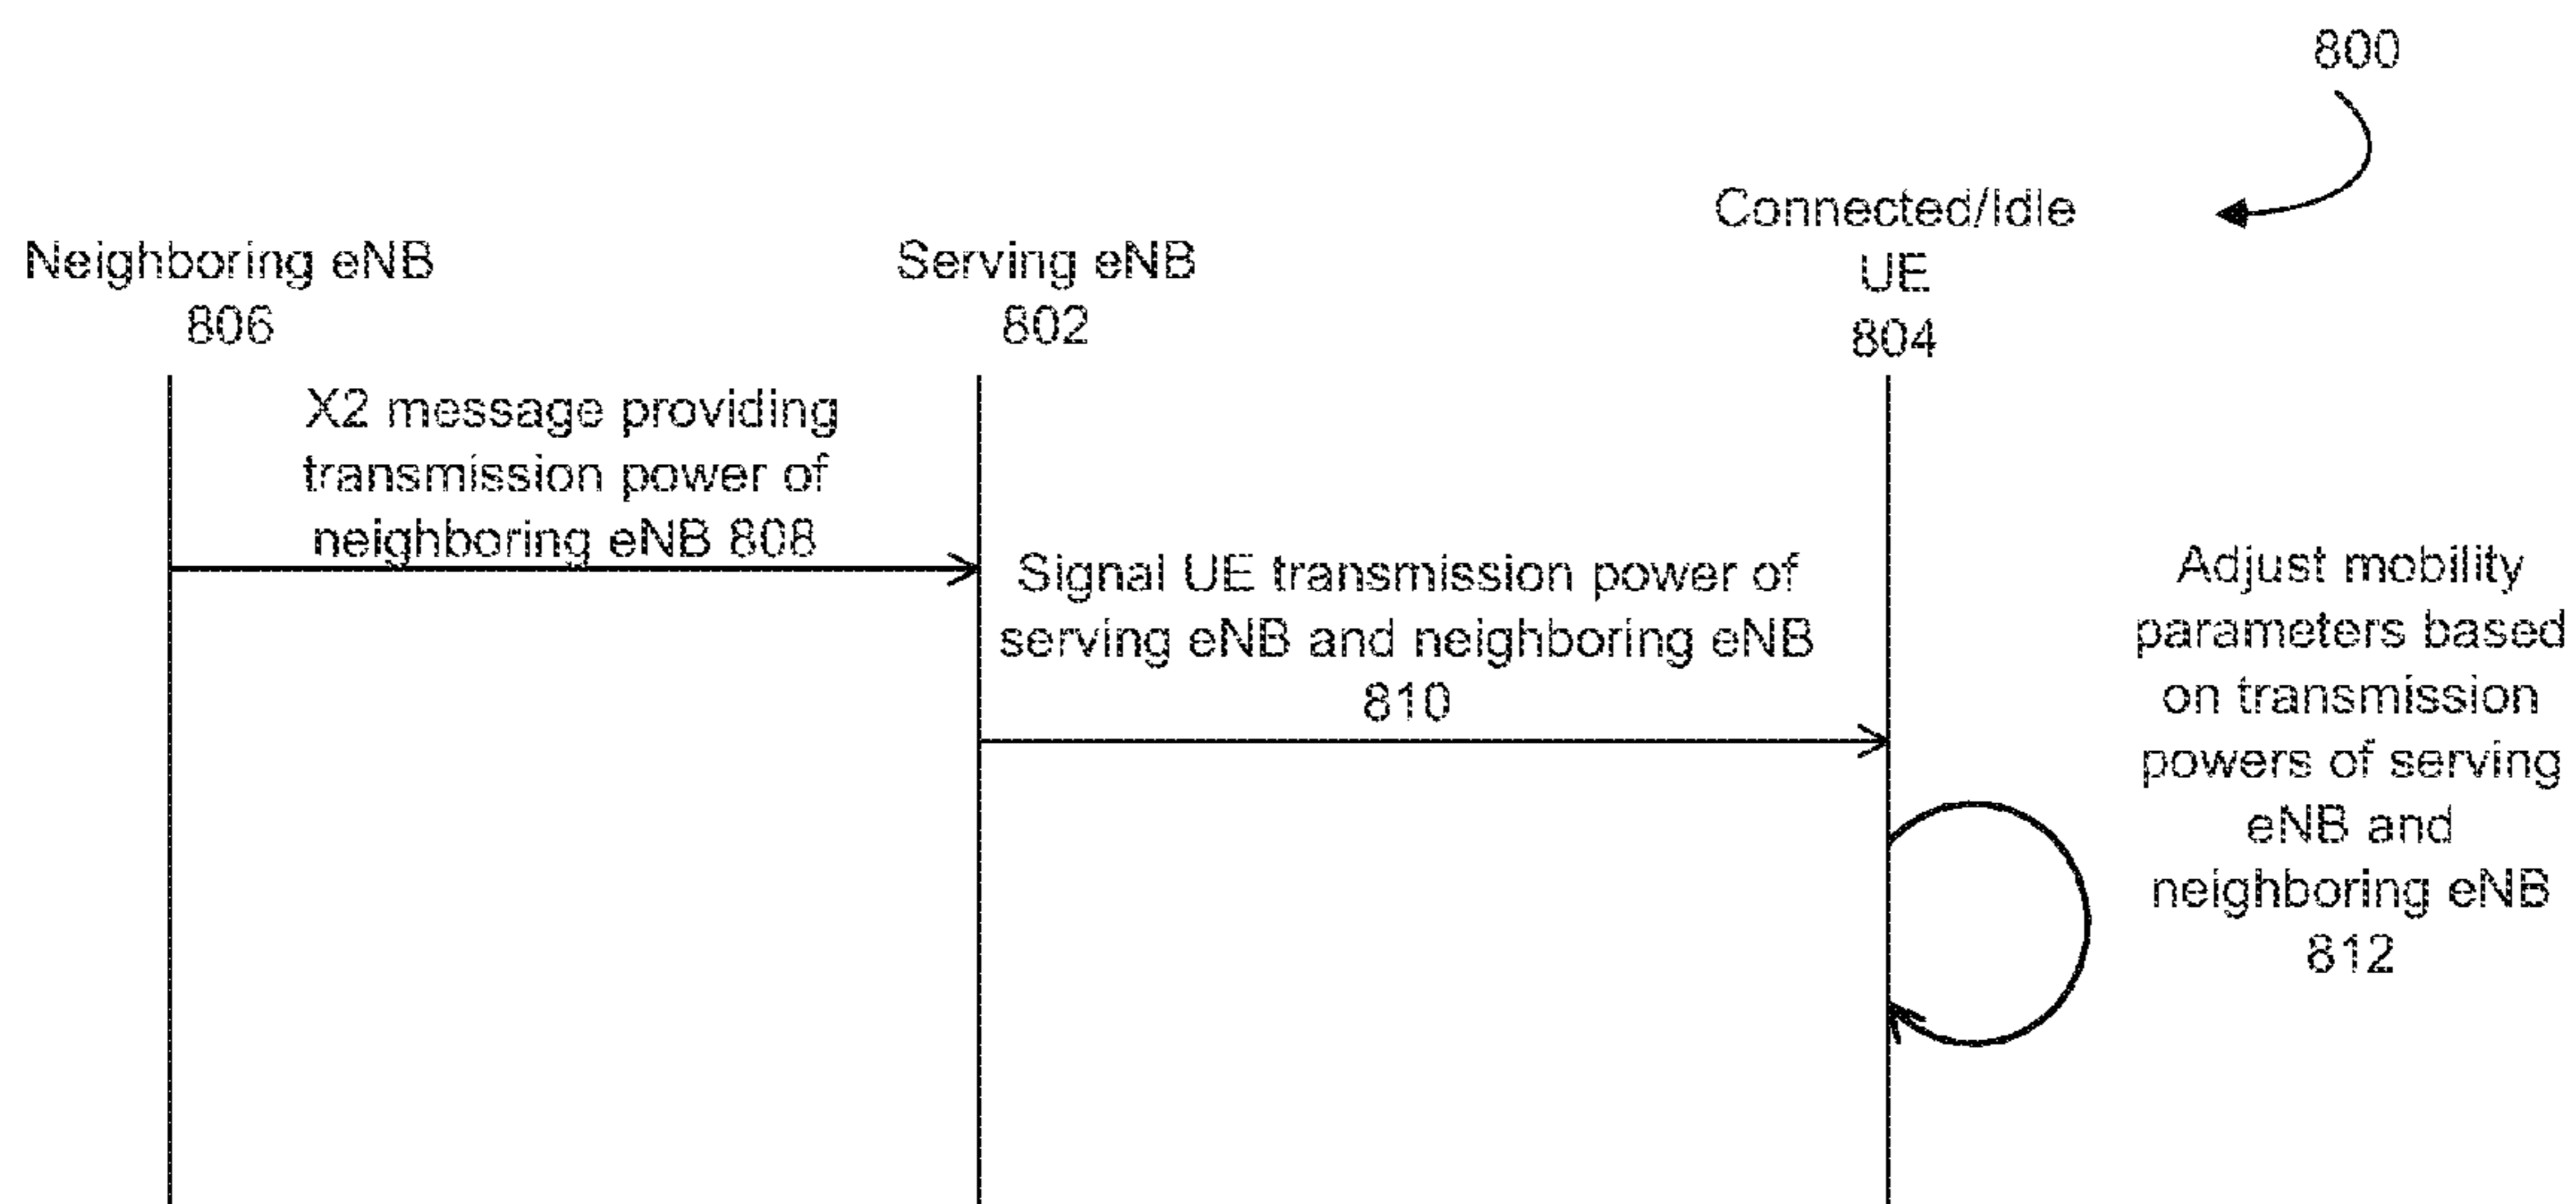 800
Neighboring eNB
806
Serving eNB
802
Connected/Idle
UE
804
X2 message providing
transmission power of
neighboring eNB 808
Signal UE transmission power of
serving eNB and neighboring eNB
810
Adjust mobility
parameters based
on transmission
powers of serving
eNB and
neighboring eNB
812